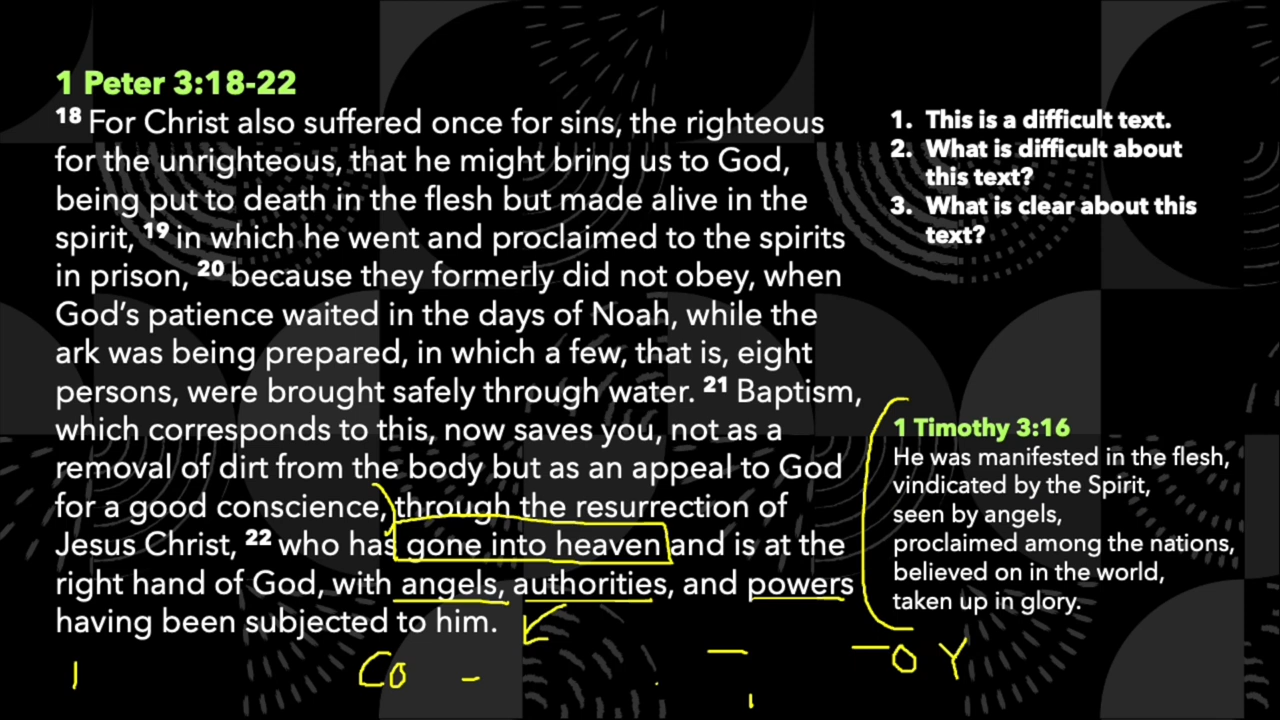 1 Peter 3:18-22
18 For Christ also suffered once for sins, the righteous
for the unrighteous, that he might bring us to God,
being put to death in the flesh but made alive in the
spirit, 19 in which he went and proclaimed to the spirits
in prison, 20 because they formerly did not obey, when
God’s patience waited in the days of Noah, while the
ark was being prepared, in which a few, that is, eight
persons, were brought safely through water. 21 Baptism,
which corresponds to this, now saves you, not as a
removal of dirt from the body but as an appeal to God
for a good conscience, through the resurrection of
Jesus Christ, 22 who has gone into heaven and is at the
right hand of God, with angels, authorities, and powers
having been subjected to him.
1. This is a difficult text.
2. What is difficult about
this text?
3. What is clear about this
text?
1 Timothy 3:16
He was manifested in the flesh,
vindicated by the Spirit,
seen by angels,
proclaimed among the nations,
believed on in the world,
taken up in glory.